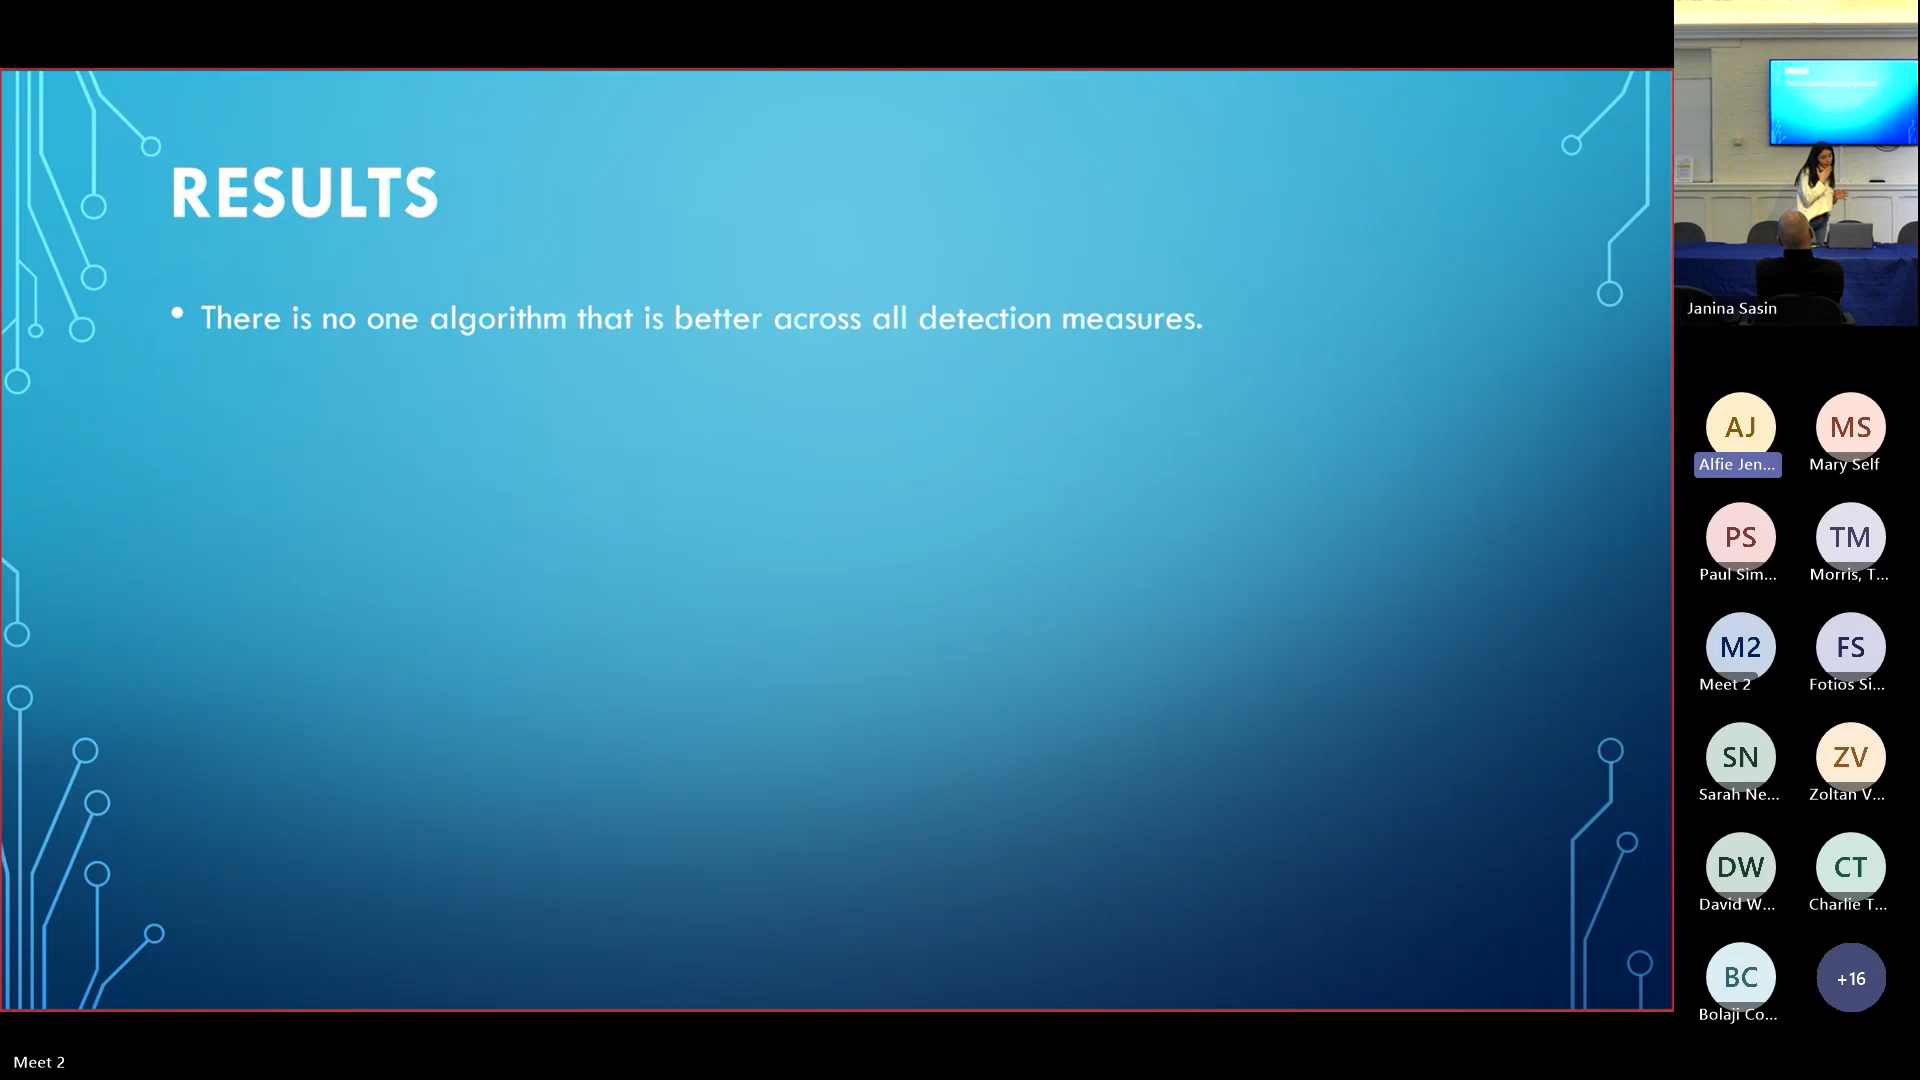 RESULTS
• There is no one algorithm that is better across all detection measures.
Janina Sasin
AJ
Alfie Jen...
MS
Mary Self
PS
Paul Sim...
TM
Morris, T...
M2
Meet 2
FS
Fotios Si...
SN
Sarah Ne...
ZV
Zoltan V...
DW
David W...
CT
Charlie T...
BC
Bolaji Co...
+16
Meet 2